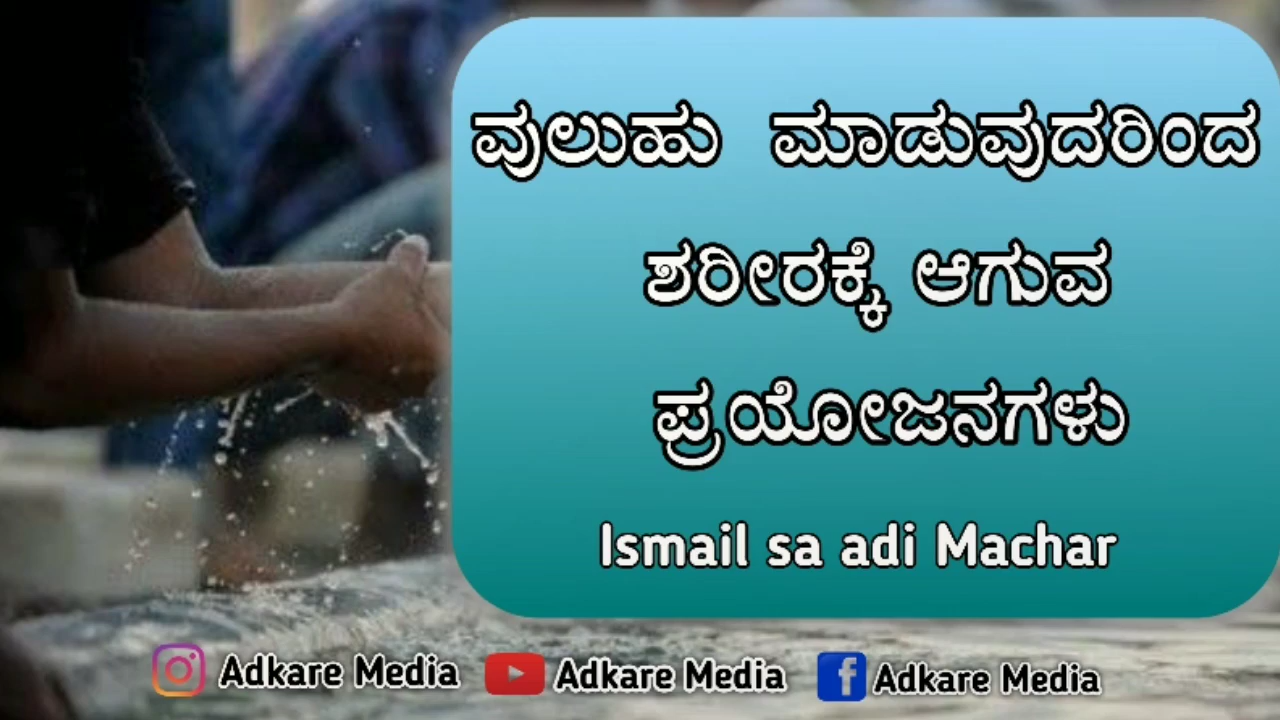 ವುಲುಹು ಮಾಡುವುದರಿಂದ
ಶರೀರಕ್ಕೆ ಆಗುವ
ಪ್ರಯೋಜನಗಳು
Ismail sa adi Machar
Adkare Media Adkare Media Adkare Media